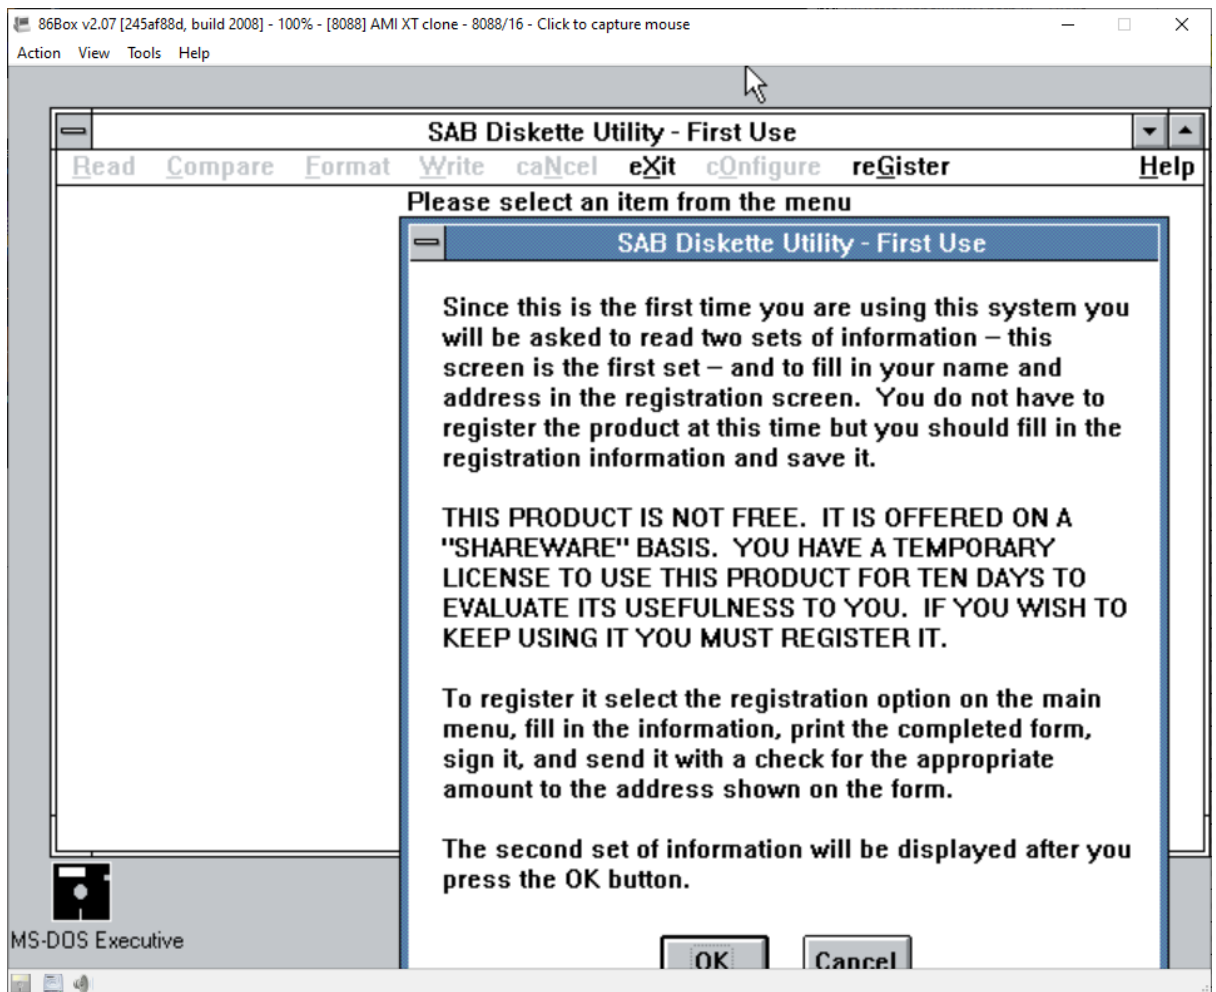 86Box v2.07 [245af88d, build 2008] - 100% - [8088] AMI XT clone - 8088/16 - Click to capture mouse
Action View Tools Help
SAB Diskette Utility - First Use
Read Compare Format Write caNcel eXit cOnfigure reGister Help
Please select an item from the menu
SAB Diskette Utility - First Use
Since this is the first time you are using this system you
will be asked to read two sets of information – this
screen is the first set – and to fill in your name and
address in the registration screen. You do not have to
register the product at this time but you should fill in the
registration information and save it.
THIS PRODUCT IS NOT FREE. IT IS OFFERED ON A
"SHAREWARE" BASIS. YOU HAVE A TEMPORARY
LICENSE TO USE THIS PRODUCT FOR TEN DAYS TO
EVALUATE ITS USEFULNESS TO YOU. IF YOU WISH TO
KEEP USING IT YOU MUST REGISTER IT.
To register it select the registration option on the main
menu, fill in the information, print the completed form,
sign it, and send it with a check for the appropriate
amount to the address shown on the form.
The second set of information will be displayed after you
press the OK button.
MS-DOS Executive
OK Cancel